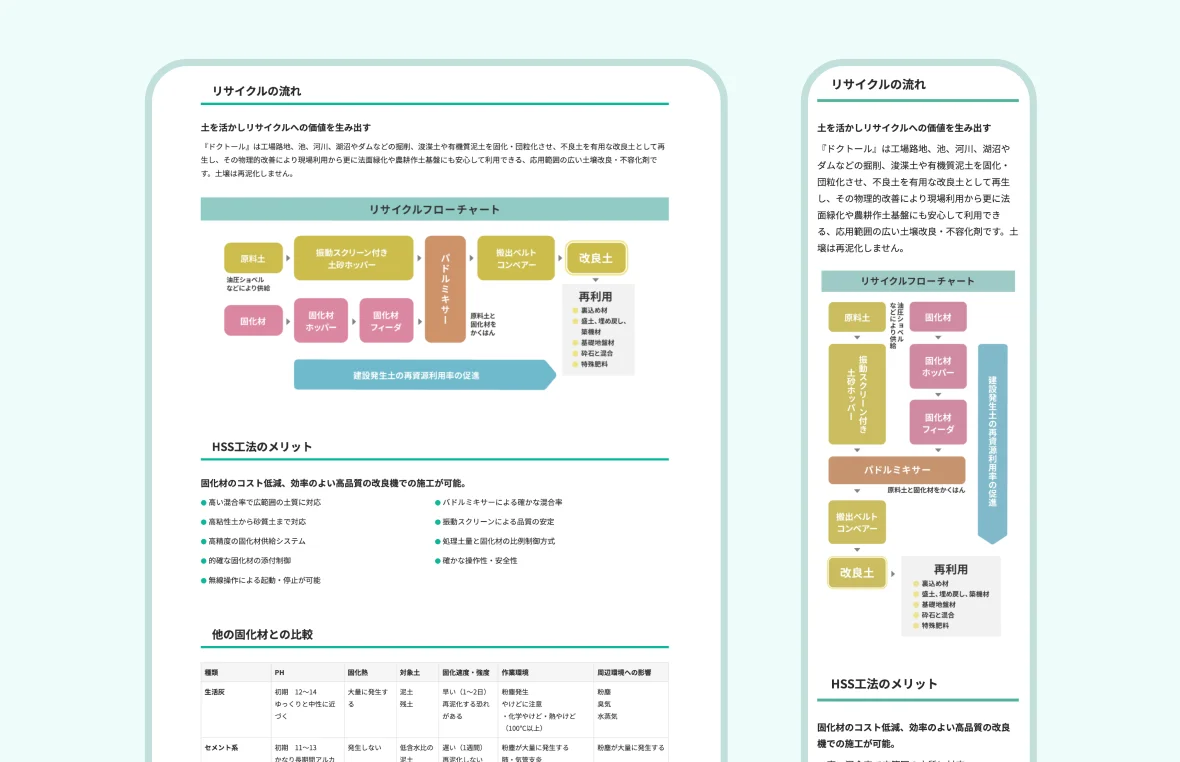 リサイクルの流れ
土を活かしリサイクルへの価値を生み出す
『ドクトール』は工場路地、池、河川、湖沼やダムなどの掘削、浚渫土や有機質泥土を固化・団粒化させ、不良土を有用な改良土として再
生し、その物理的改善により現場利用から更に法面緑化や農耕作土基盤にも安心して利用できる、応用範囲の広い土壌改良・不溶化剤で
す。土壌は再泥化しません。
リサイクルフローチャート
原料土
油圧ショベル
などにより供給
振動スクリーン付き
土砂ホッパー
パドルミキサー
搬出ベルト
コンベアー
改良土
固化材
固化材
ホッパー
固化材
フィーダ
原料土と
固化材を
かくはん
再利用
裏込め材
盛土、埋め戻し、
築機材
基礎地盤材
砕石と混合
特殊肥料
建設発生土の再資源利用率の促進
HSS工法のメリット
固化材のコスト低減、効率のよい高品質の改良機での施工が可能。
高い混合率で広範囲の土質に対応
パドルミキサーによる確かな混合率
高粘性土から砂質土まで対応
振動スクリーンによる品質の安定
高精度の固化材供給システム
処理土量と固化材の比例制御方式
的確な固化材の添付制御
確かな操作性・安全性
無線操作による起動・停止が可能
他の固化材との比較
種類 PH 固化熱 対象土 固化速度・強度 作業環境 周辺環境への影響
生活灰
初期 12〜14
ゆっくりと中性に近
づく
大量に発生す
る
泥土
残土
早い（1〜2日）
再泥化する恐れ
がある
粉塵発生
やけどに注意
・化学やけど・熱やけど
（100℃以上）
粉塵
臭気
水蒸気
セメント系
初期 11〜13
かなり長期間アルカ
発生しない
低含水比の
泥土
遅い（1週間）
再泥化しない
粉塵が大量に発生する
肺・気管支炎
粉塵が大量に発生する
リサイクルの流れ
土を活かしリサイクルへの価値を生み出す
『ドクトール』は工場路地、池、河川、湖沼や
ダムなどの掘削、浚渫土や有機質泥土を固化・
団粒化させ、不良土を有用な改良土として再生
し、その物理的改善により現場利用から更に法
面緑化や農耕作土基盤にも安心して利用でき
る、応用範囲の広い土壌改良・不容化剤です。土
壌は再泥化しません。
リサイクルフローチャート
原料土
油圧ショベル
などにより供給
固化材
振動スクリーン付き
土砂ホッパー
固化材
ホッパー
固化材
フィーダ
建設発生土の再資源利用率の促進
パドルミキサー
原料土と固化材をかくはん
搬出ベルト
コンベアー
改良土
再利用
裏込め材
盛土、埋め戻し、築機材
基礎地盤材
砕石と混合
特殊肥料
HSS工法のメリット
固化材のコスト低減、効率のよい高品質の改良
機での施工が可能。